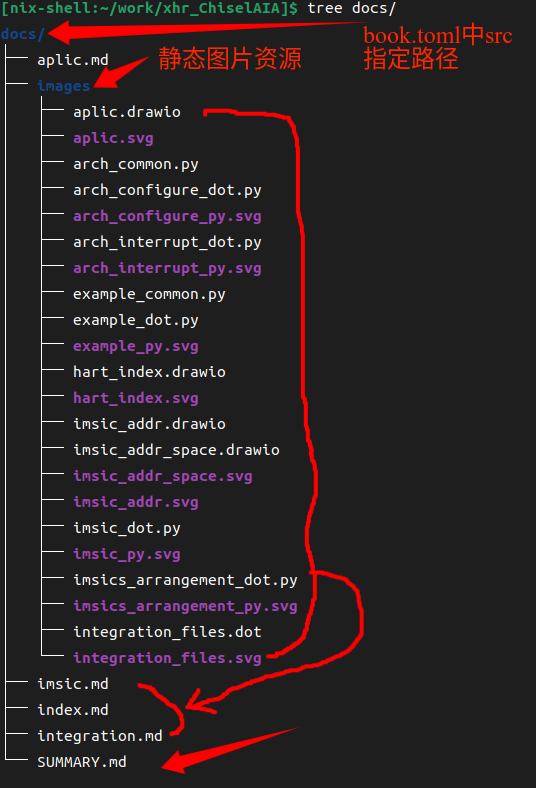 [nix-shell:~/work/xhr_ChiselAIA]$ tree docs/
docs/
book.toml中src
指定路径
├── aplic.md
静态图片资源
├── images
│   ├── aplic.drawio
│   ├── aplic.svg
│   ├── arch_common.py
│   ├── arch_configure_dot.py
│   ├── arch_configure_py.svg
│   ├── arch_interrupt_dot.py
│   ├── arch_interrupt_py.svg
│   ├── example_common.py
│   ├── example_dot.py
│   ├── example_py.svg
│   ├── hart_index.drawio
│   ├── hart_index.svg
│   ├── imsic_addr.drawio
│   ├── imsic_addr_space.drawio
│   ├── imsic_addr_space.svg
│   ├── imsic_addr.svg
│   ├── imsic_dot.py
│   ├── imsic_py.svg
│   ├── imsics_arrangement_dot.py
│   ├── imsics_arrangement_py.svg
│   ├── integration_files.dot
│   └── integration_files.svg
├── imsic.md
├── index.md
├── integration.md
└── SUMMARY.md